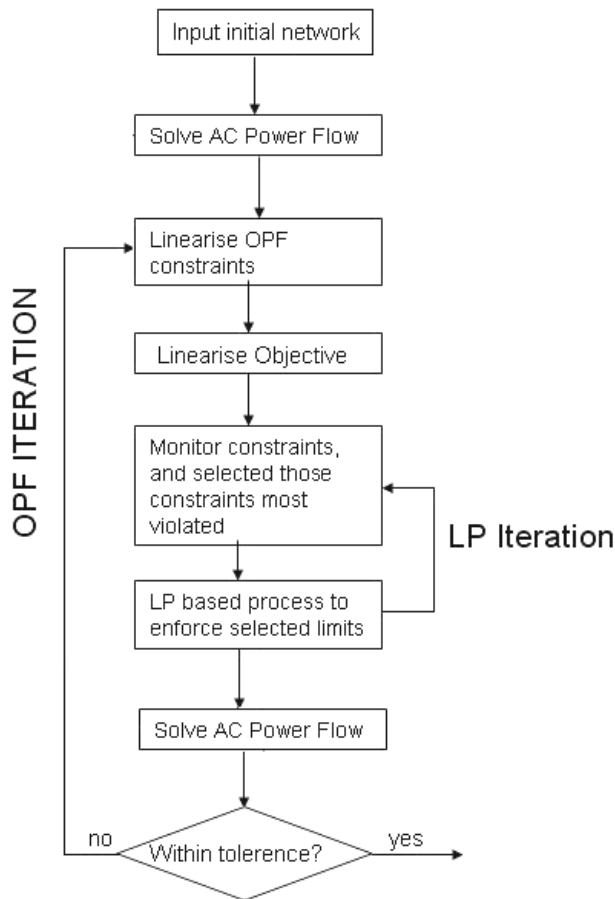 Input initial network
Solve AC Power Flow
Linearise OPF
constraints
Linearise Objective
Monitor constraints,
and selected those
constraints most
violated
LP Iteration
OPF ITERATION
LP based process to
enforce selected limits
Solve AC Power Flow
no
Within tolerence?
yes